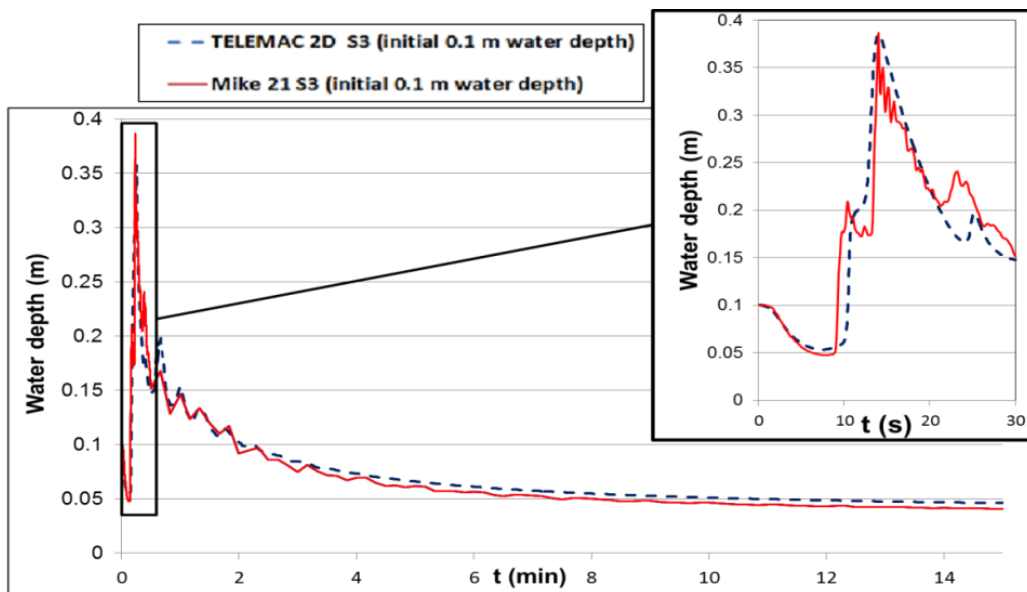 TELEMAC 2D S3 (initial 0.1 m water depth)
Mike 21 S3 (initial 0.1 m water depth)
Water depth (m)
0.4
0.35
0.3
0.25
0.2
0.15
0.1
0.05
0
0 2 4 6 8 10 12 14
t (min)
Water depth (m)
0.4
0.35
0.3
0.25
0.2
0.15
0.1
0.05
0
0 10 20 30
t (s)